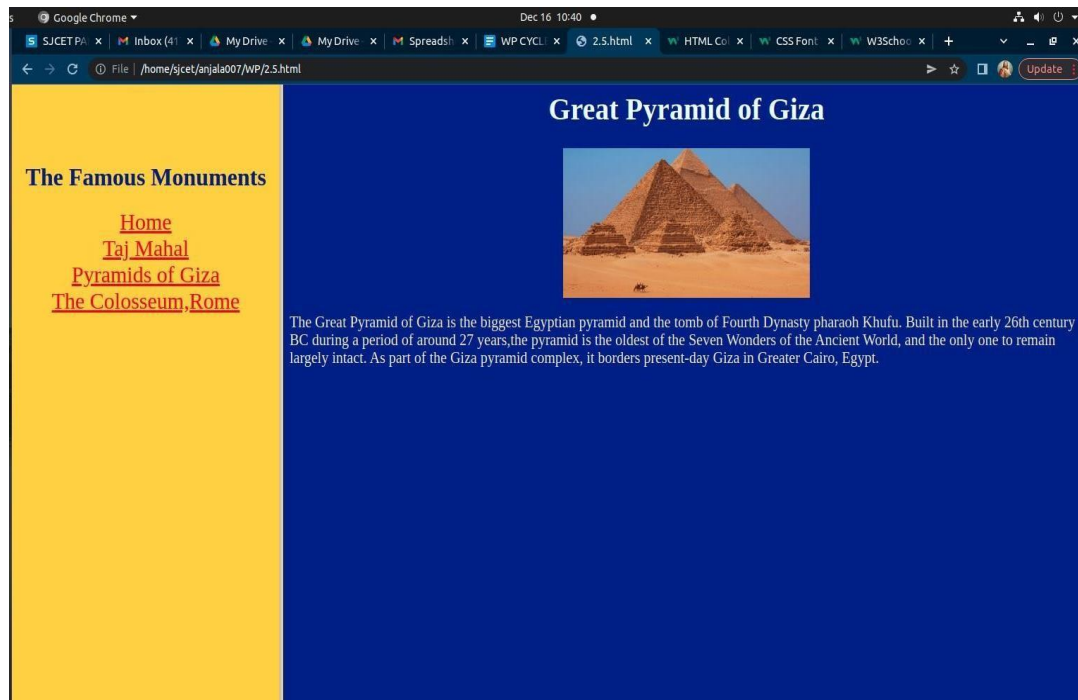 s Google Chrome Dec 16 10:40
SJCET PA Inbox (41 My Drive My Drive Spreadsh WP CYCL 2.5.html HTML Col CSS Font W3Schoo
File /home/sjcet/anjala007/WP/2.5.html Update
The Famous Monuments
Home
Taj Mahal
Pyramids of Giza
The Colosseum,Rome
Great Pyramid of Giza
The Great Pyramid of Giza is the biggest Egyptian pyramid and the tomb of Fourth Dynasty pharaoh Khufu. Built in the early 26th century
BC during a period of around 27 years,the pyramid is the oldest of the Seven Wonders of the Ancient World, and the only one to remain
largely intact. As part of the Giza pyramid complex, it borders present-day Giza in Greater Cairo, Egypt.